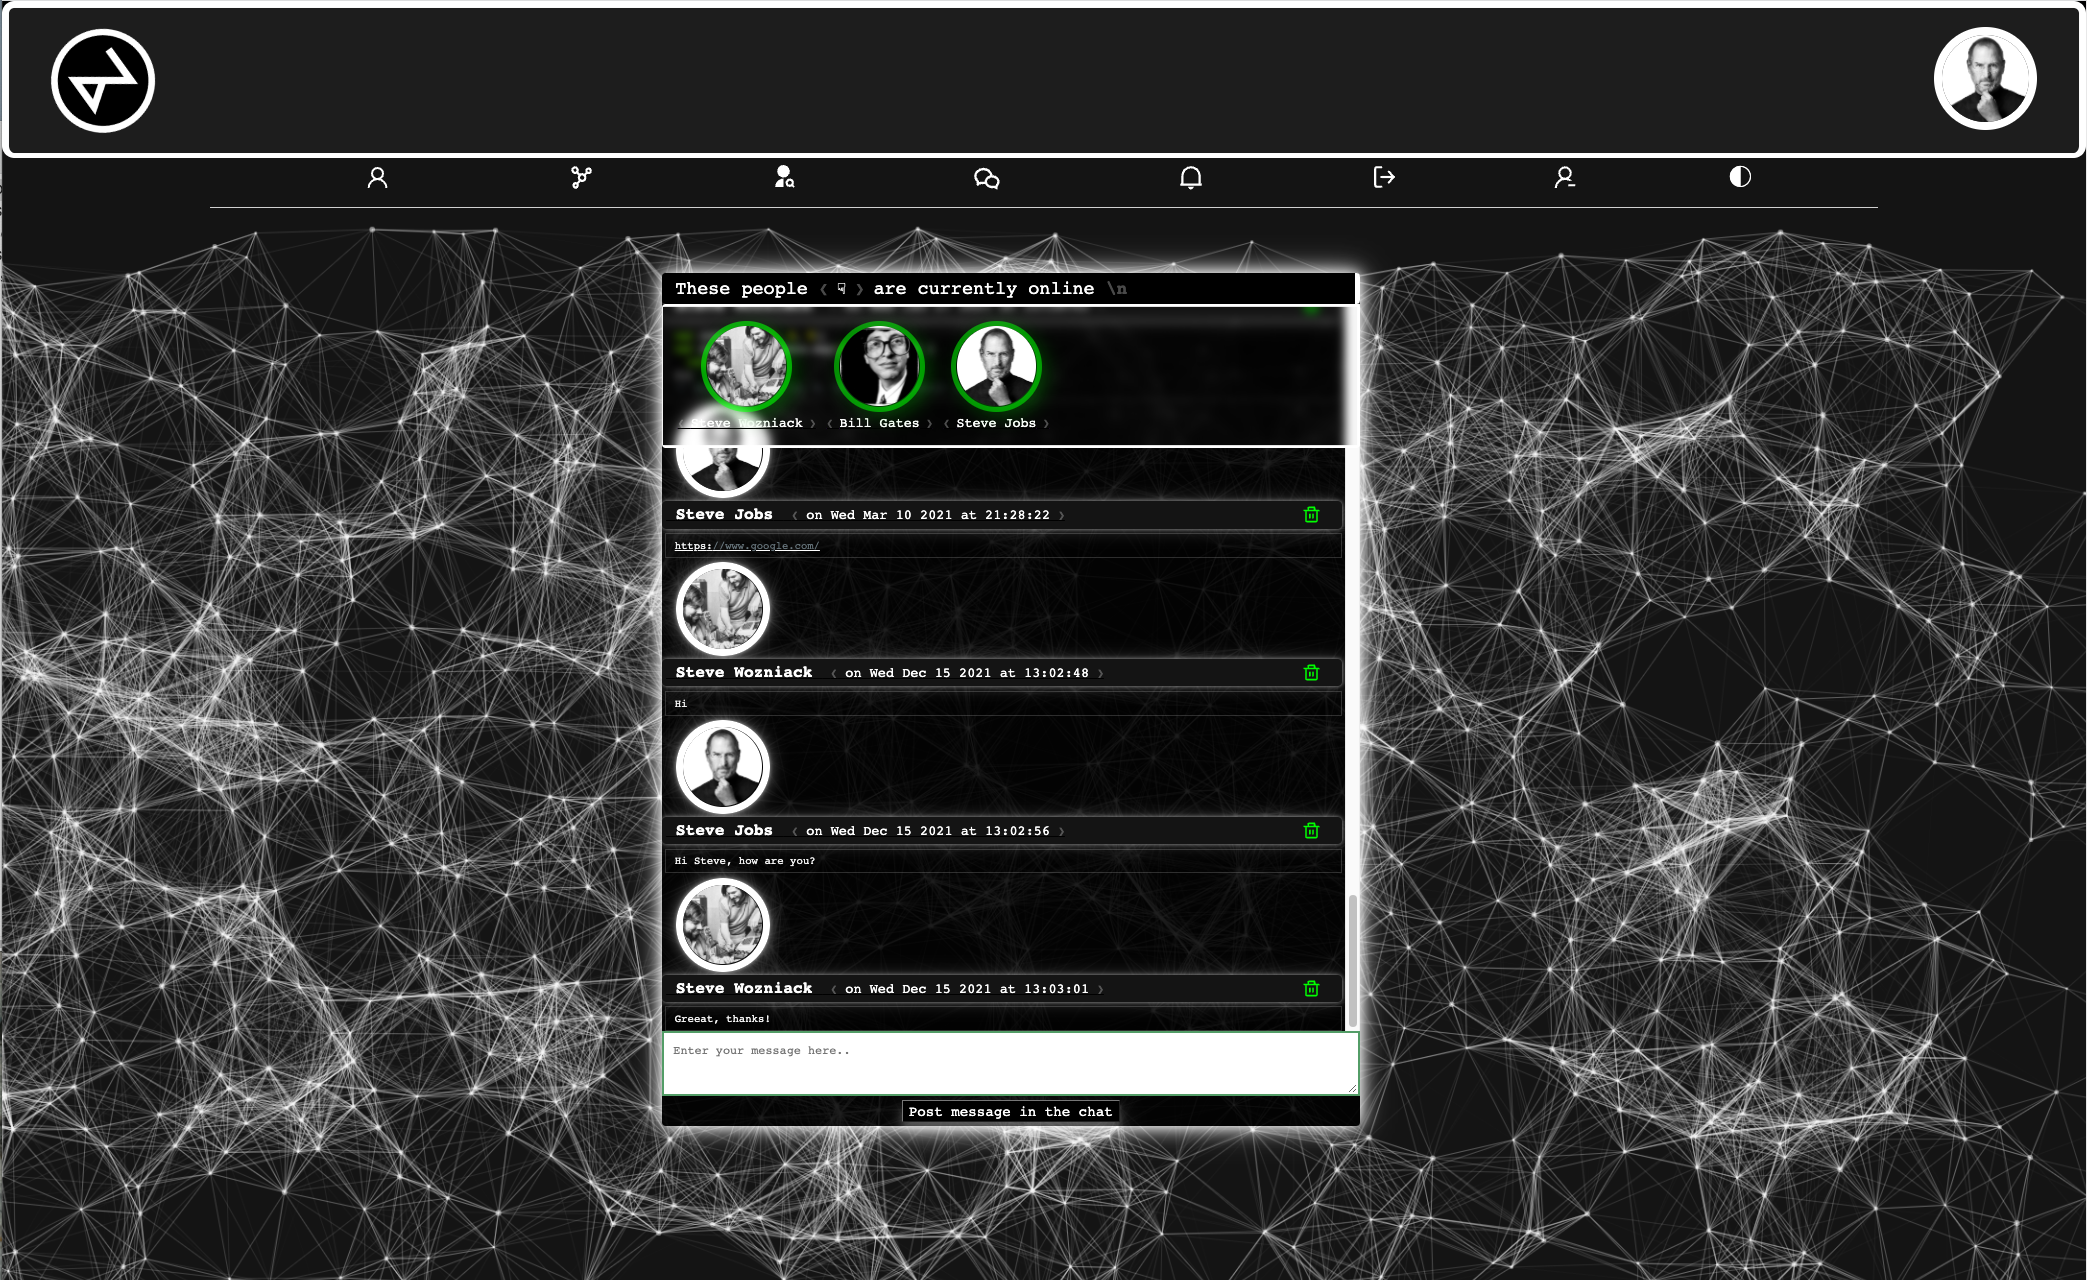 These people ‹ ☟ › are currently online \n
‹ Steve Wozniack › ‹ Bill Gates › ‹ Steve Jobs ›
Steve Jobs ‹ on Wed Mar 10 2021 at 21:28:22 ›
https://www.google.com/
Steve Wozniack ‹ on Wed Dec 15 2021 at 13:02:48 ›
Hi
Steve Jobs ‹ on Wed Dec 15 2021 at 13:02:56 ›
Hi Steve, how are you?
Steve Wozniack ‹ on Wed Dec 15 2021 at 13:03:01 ›
Greeat, thanks!
Enter your message here..
Post message in the chat